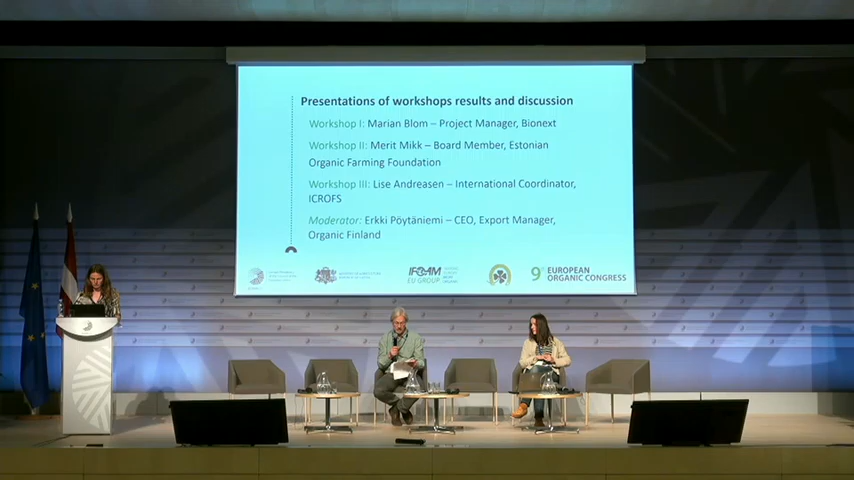 Presentations of workshops results and discussion
Workshop I: Marian Blom – Project Manager, Bionext
Workshop II: Merit Mikk – Board Member, Estonian
Organic Farming Foundation
Workshop III: Lise Andreasen – International Coordinator,
ICROFS
Moderator: Erkki Pöytäniemi – CEO, Export Manager,
Organic Finland
IFOAM
EU GROUP
9th EUROPEAN
ORGANIC CONGRESS